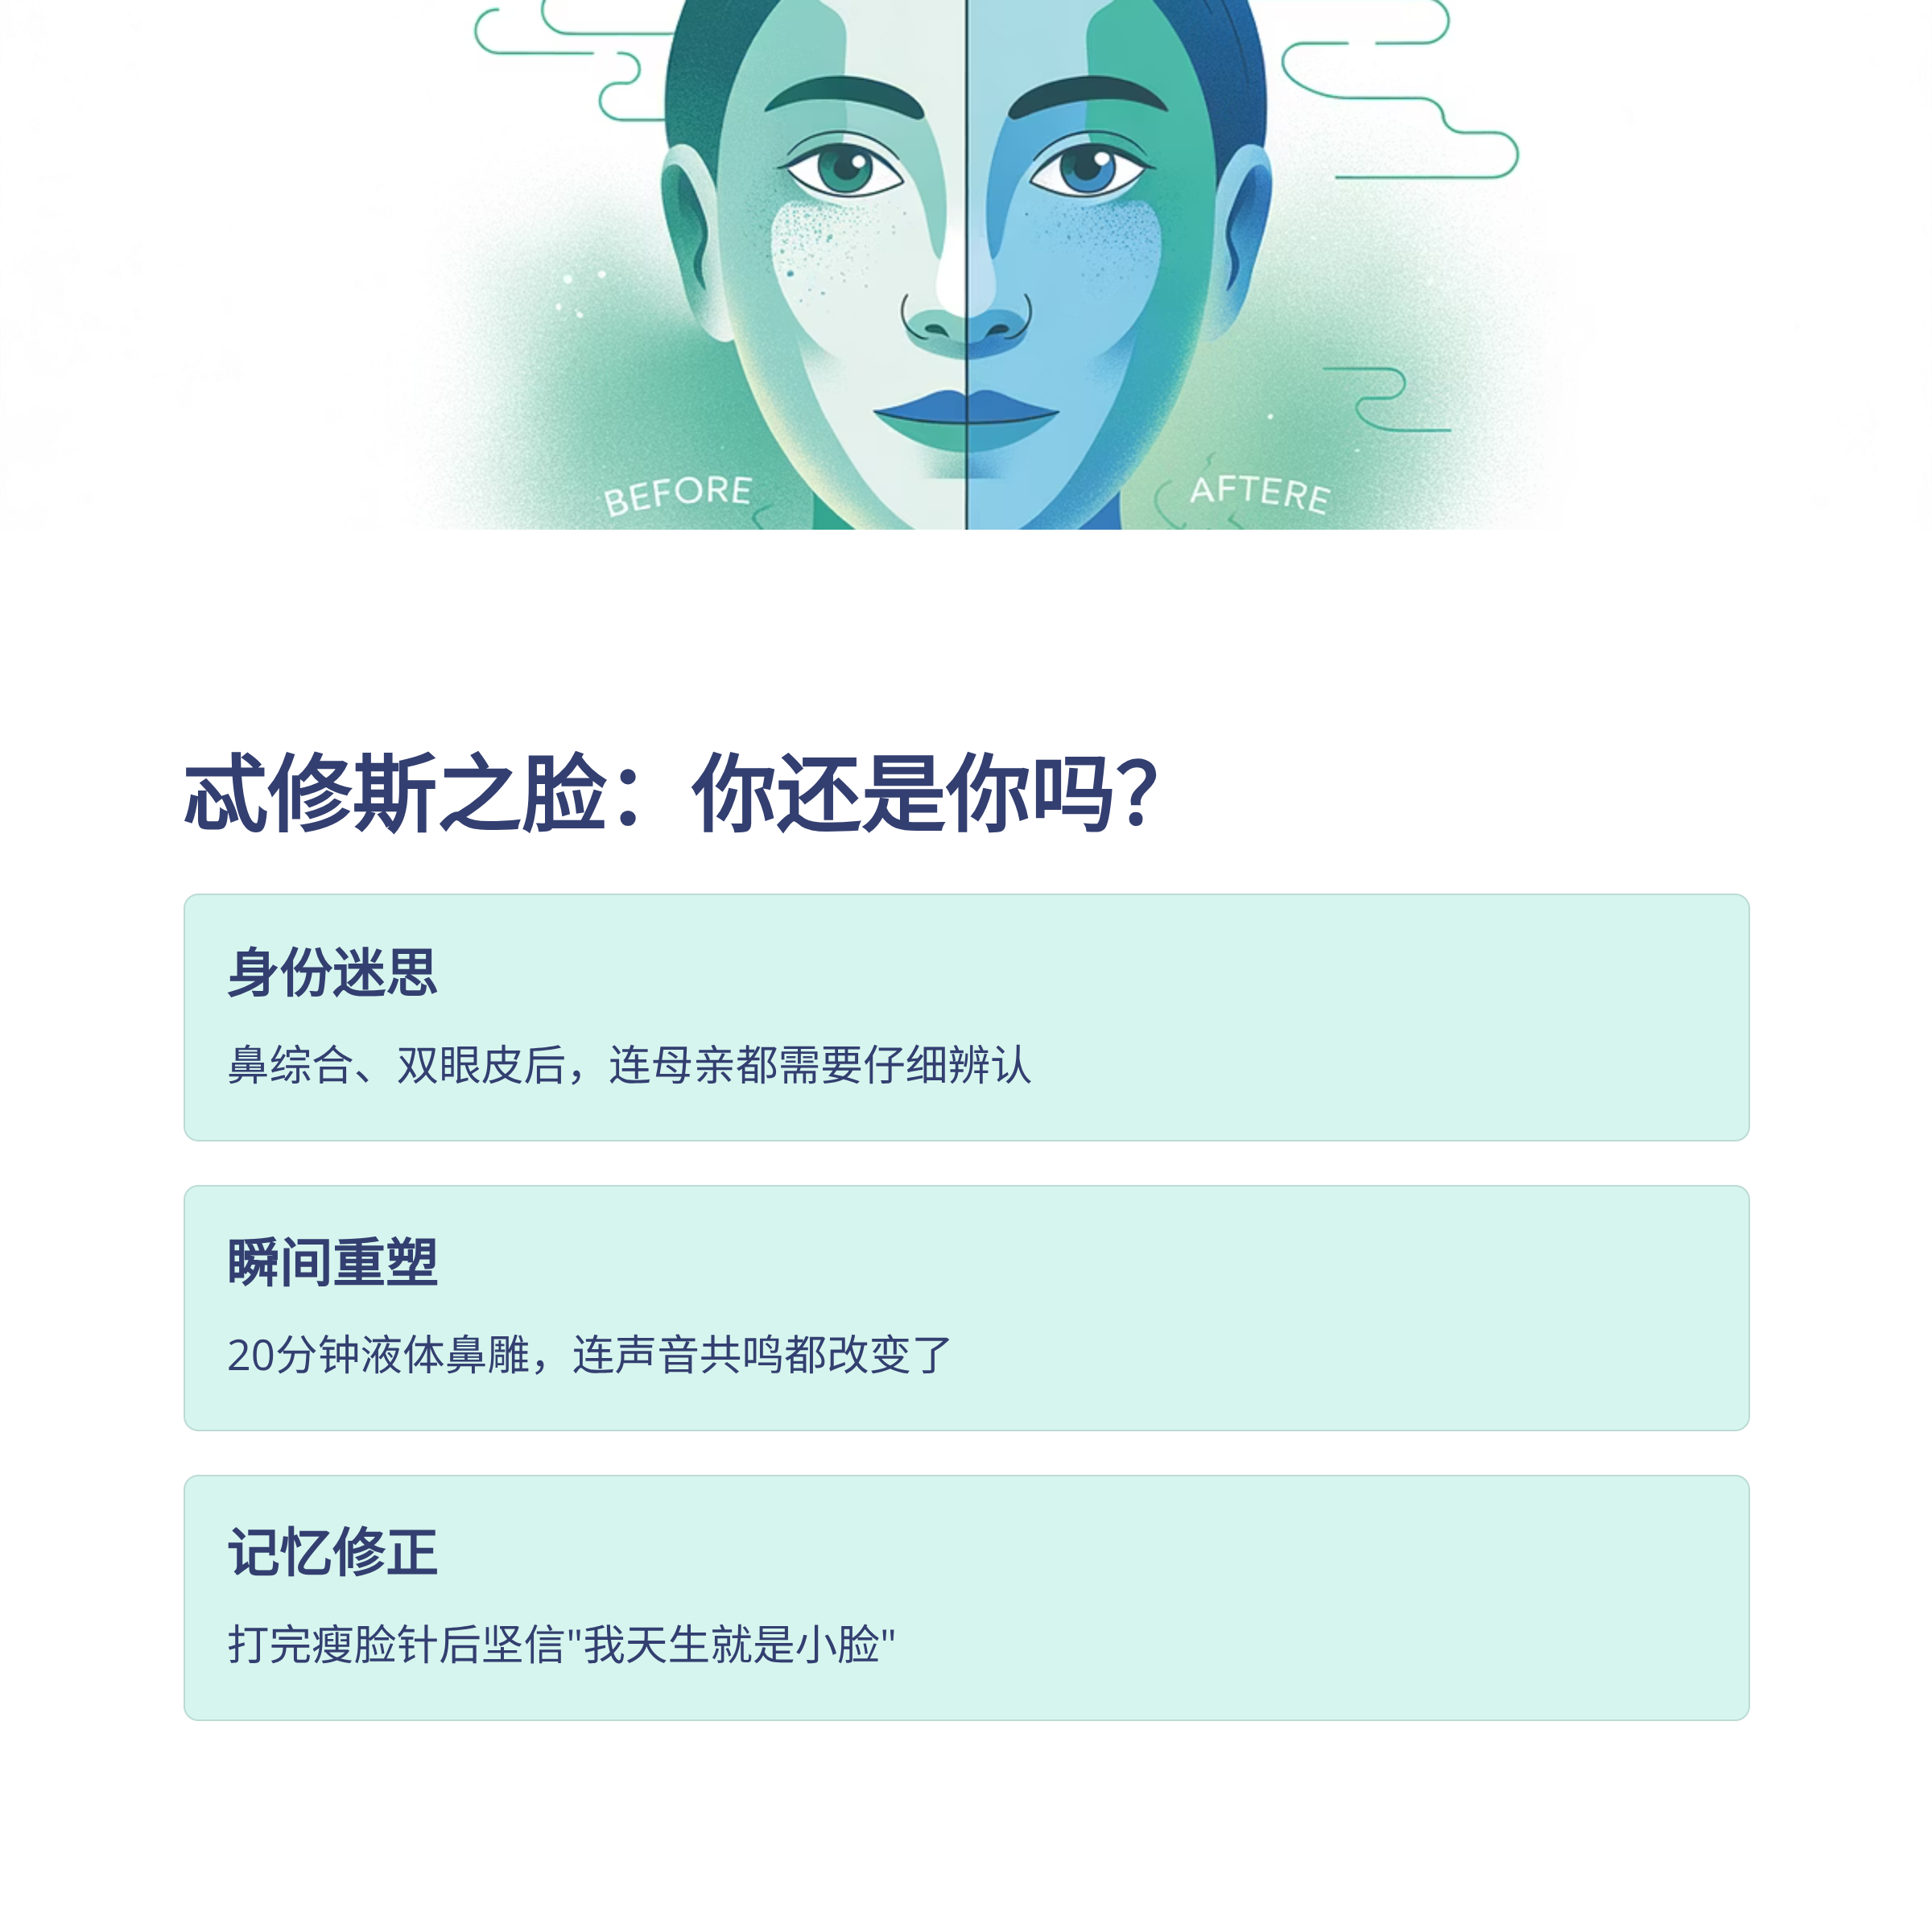 BEFORE
AFTERE
忒修斯之脸：你还是你吗？
身份迷思
鼻综合、双眼皮后，连母亲都需要仔细辨认
瞬间重塑
20分钟液体鼻雕，连声音共鸣都改变了
记忆修正
打完瘦脸针后坚信"我天生就是小脸"